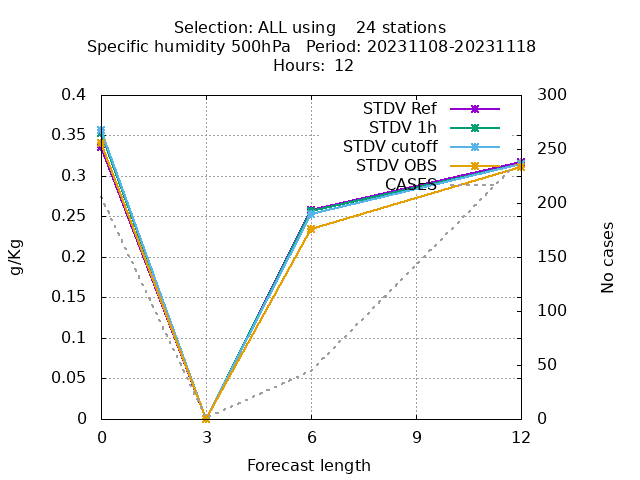 Selection: ALL using    24 stations
Specific humidity 500hPa   Period: 20231108-20231118
Hours:  12
0.4
0.35
0.3
0.25
0.2
0.15
0.1
0.05
0
g/Kg
STDV Ref
STDV 1h
STDV cutoff
STDV OBS
CASES
300
250
200
150
100
50
0
No cases
0 3 6 9 12
Forecast length